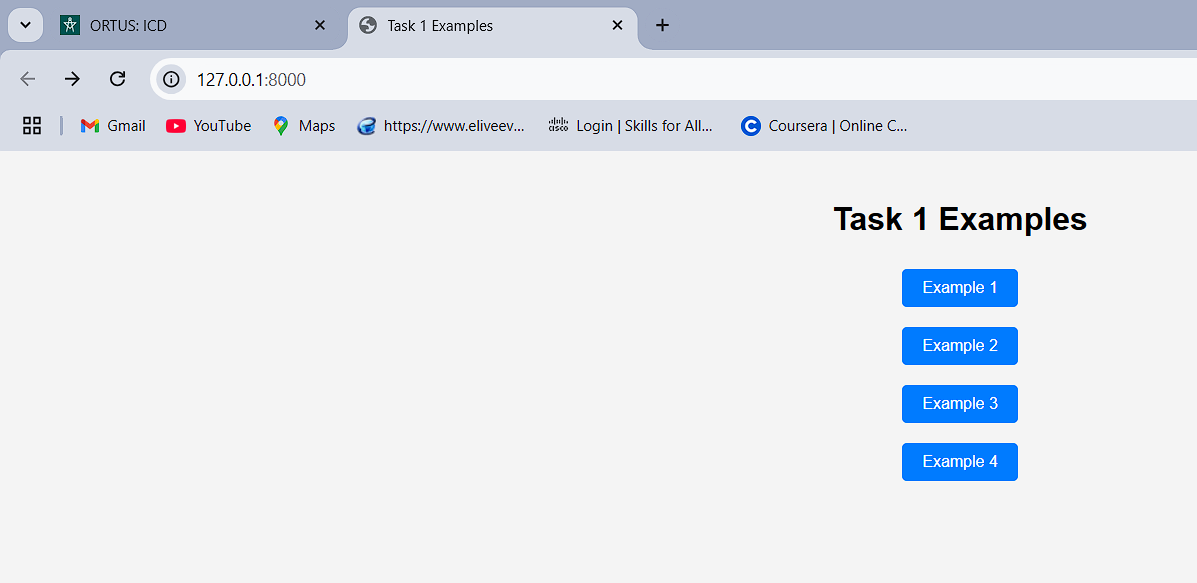 ORTUS: ICD
Task 1 Examples
127.0.0.1:8000
Gmail
YouTube
Maps
https://www.eliveev...
cisco
Login | Skills for All...
Coursera | Online C...
Task 1 Examples
Example 1
Example 2
Example 3
Example 4